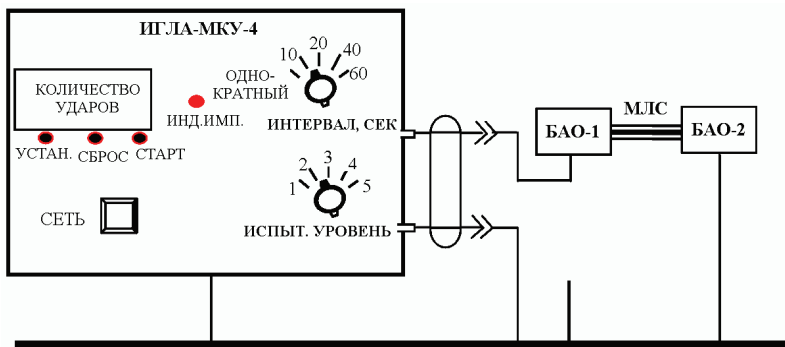 ИГЛА-МКУ-4
КОЛИЧЕСТВО
УДАРОВ
УСТАН. СБРОС СТАРТ
ИНД.ИМП.
ОДНО-
КРАТНЫЙ
10 20 40 60
ИНТЕРВАЛ, СЕК
СЕТЬ
1 2 3 4 5
ИСПЫТ. УРОВЕНЬ
БАО-1
МЛС
БАО-2